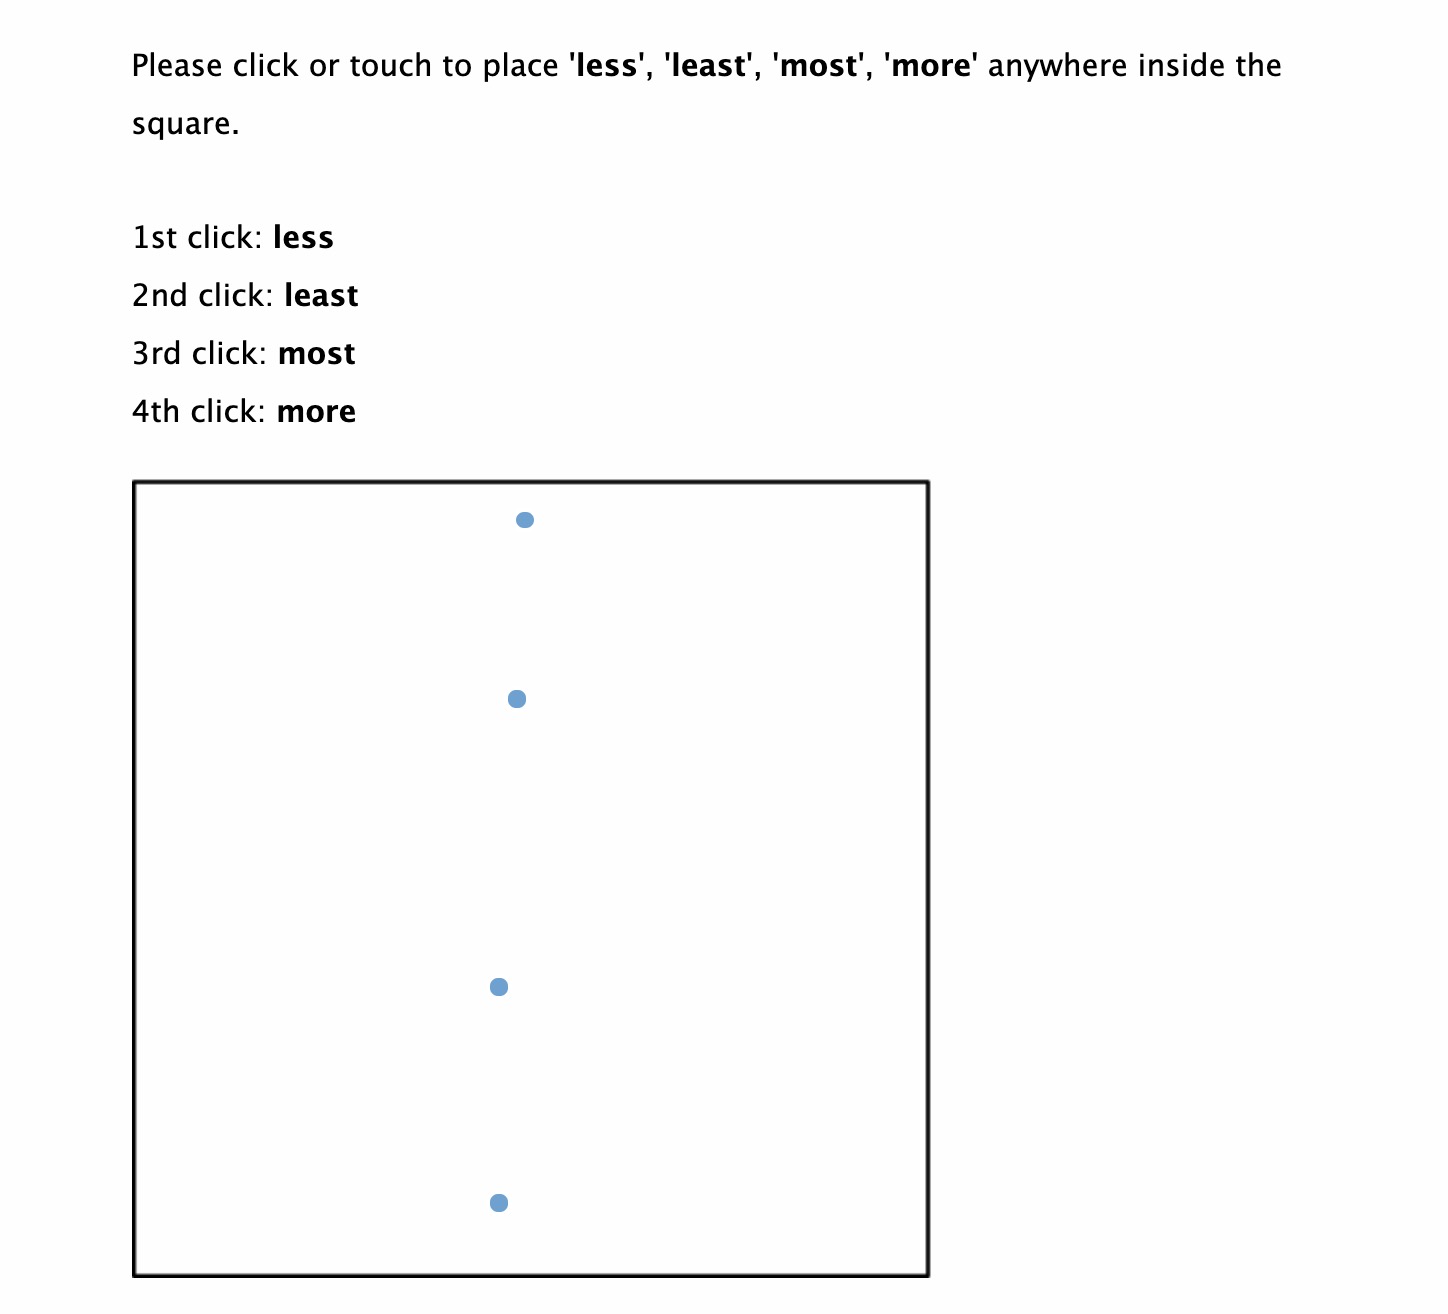 Please click or touch to place 'less', 'least', 'most', 'more' anywhere inside the
square.
1st click: less
2nd click: least
3rd click: most
4th click: more